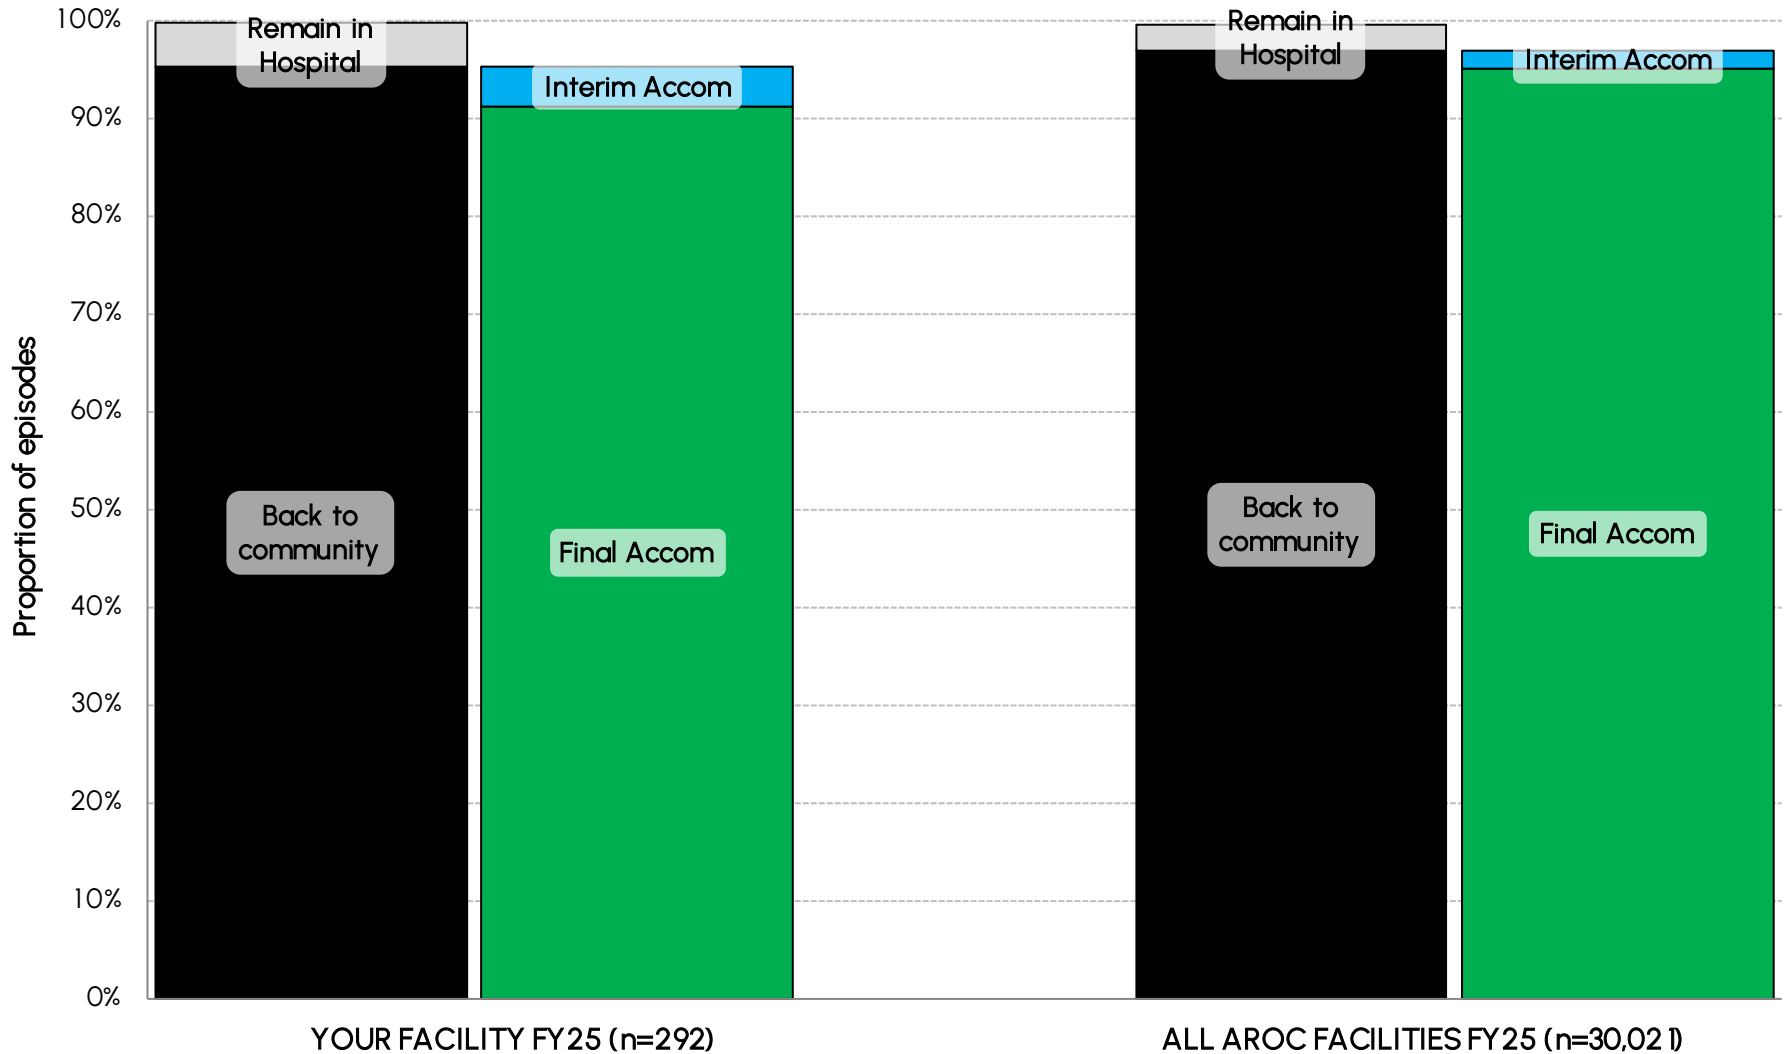 Proportion of episodes
100%
90%
80%
70%
60%
50%
40%
30%
20%
10%
0%
Remain in
Hospital
Back to
community
Interim Accom
Final Accom
Remain in
Hospital
Back to
community
Interim Accom
Final Accom
YOUR FACILITY FY25 (n=292)
ALL AROC FACILITIES FY25 (n=30,021)